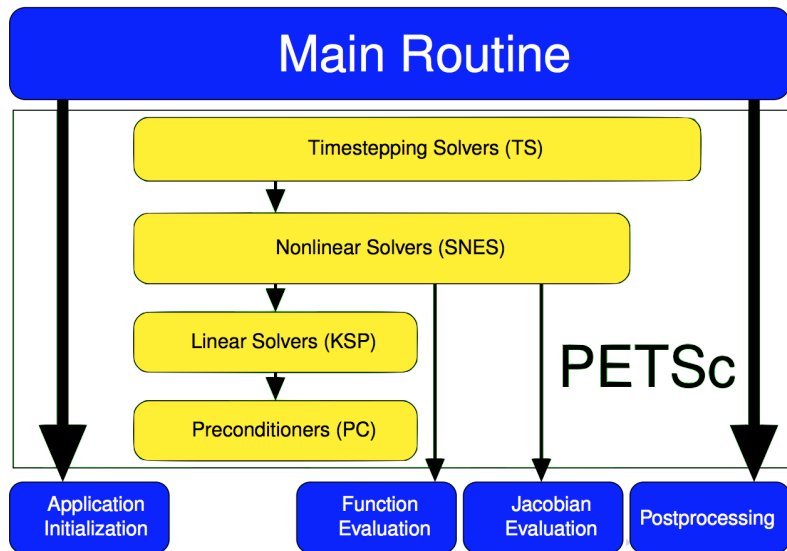 Main Routine
Timestepping Solvers (TS)
Nonlinear Solvers (SNES)
Linear Solvers (KSP)
PETSc
Preconditioners (PC)
Application
Initialization
Function
Evaluation
Jacobian
Evaluation
Postprocessing